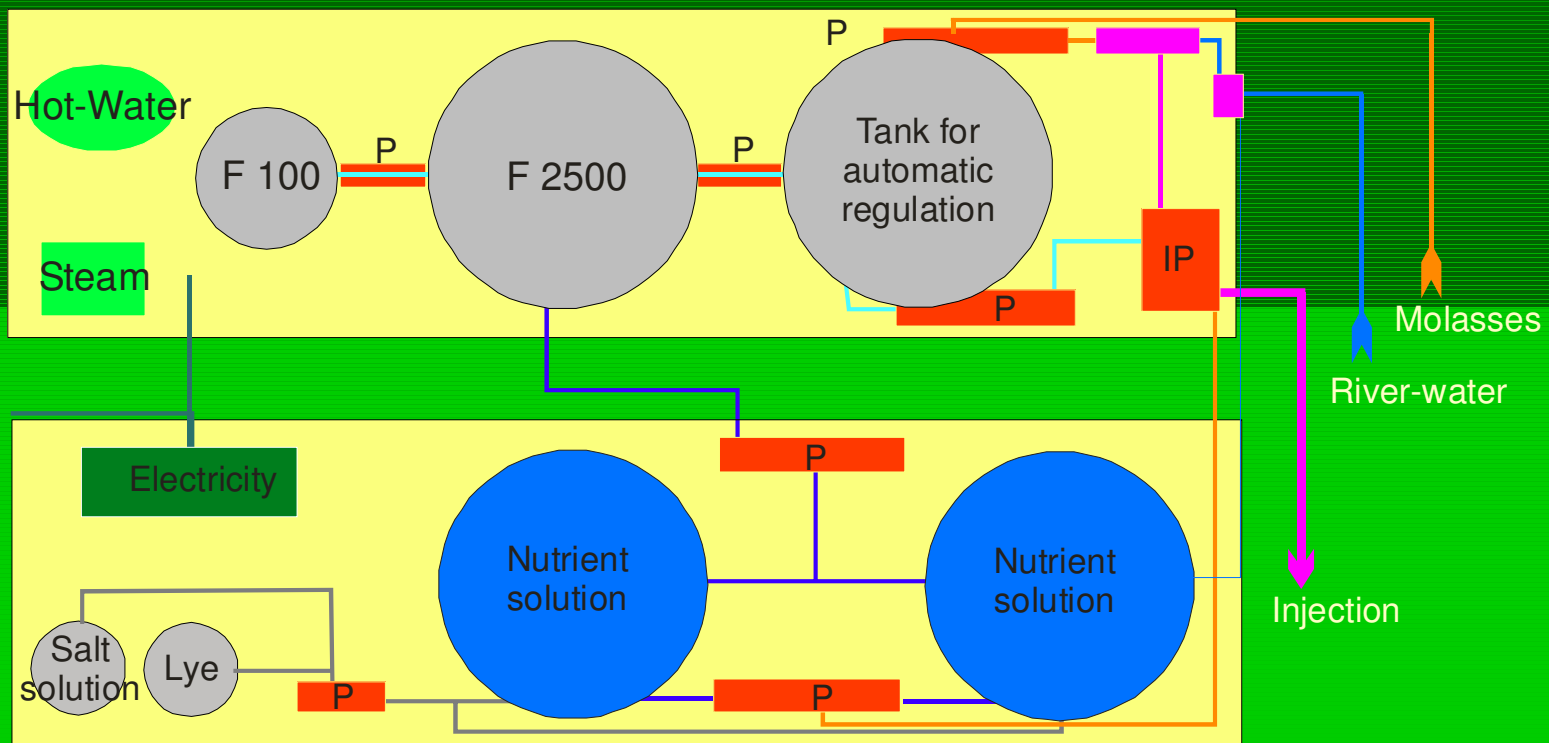 P
Hot-Water
F 100
P
F 2500
P
Tank for
automatic
regulation
Steam
P
IP
Molasses
River-water
Electricity
P
Nutrient
solution
Nutrient
solution
Injection
Salt
solution
Lye
P
P